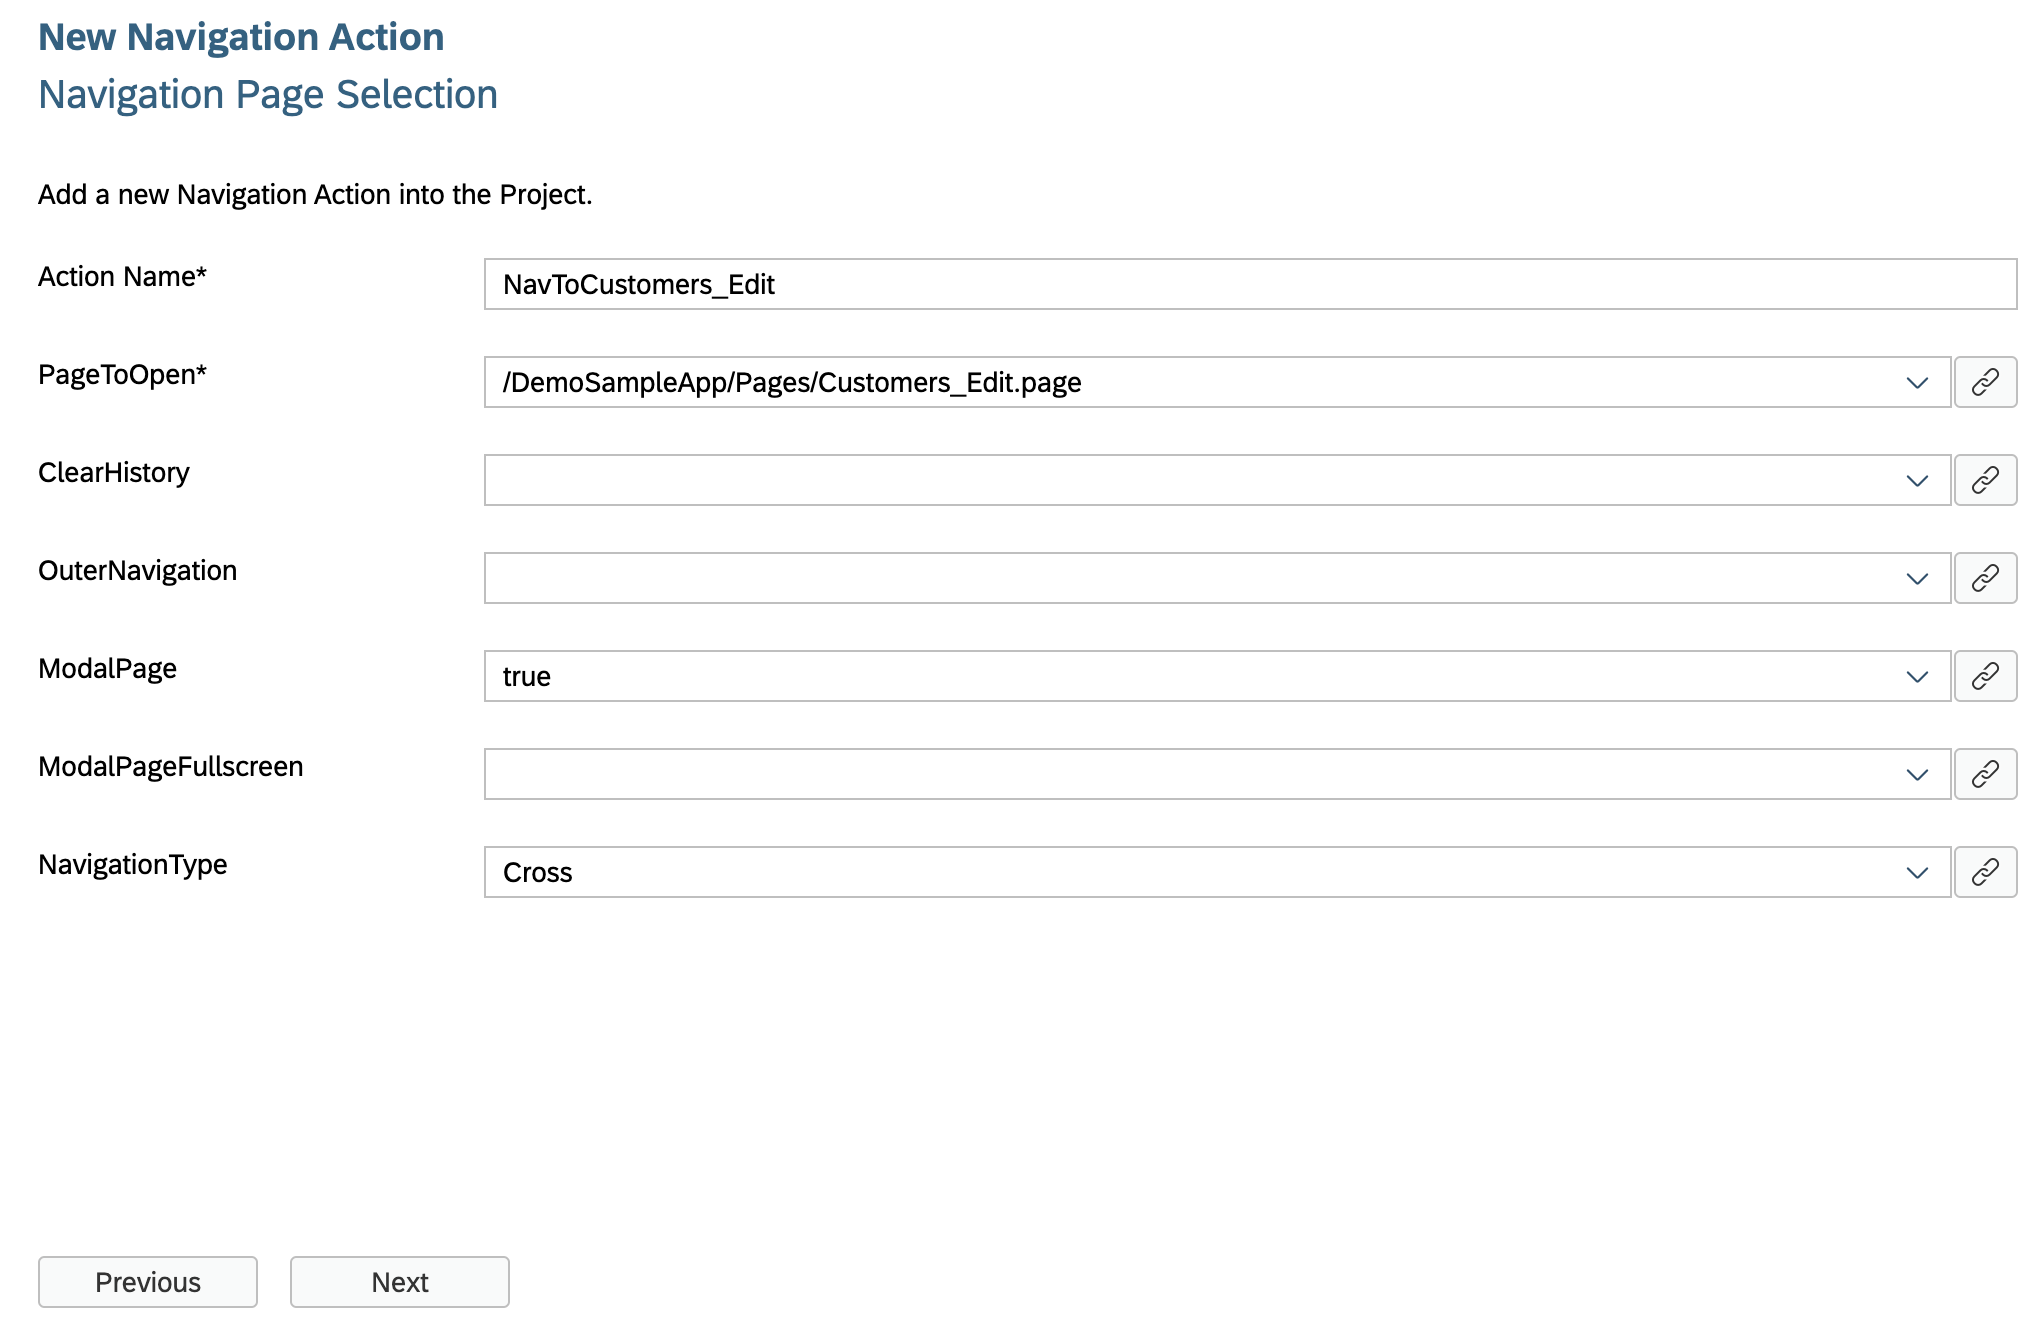 New Navigation Action
Navigation Page Selection
Add a new Navigation Action into the Project.
Action Name*
NavToCustomers_Edit
PageToOpen*
/DemoSampleApp/Pages/Customers_Edit.page
ClearHistory
OuterNavigation
ModalPage
true
ModalPageFullscreen
NavigationType
Cross
Previous
Next